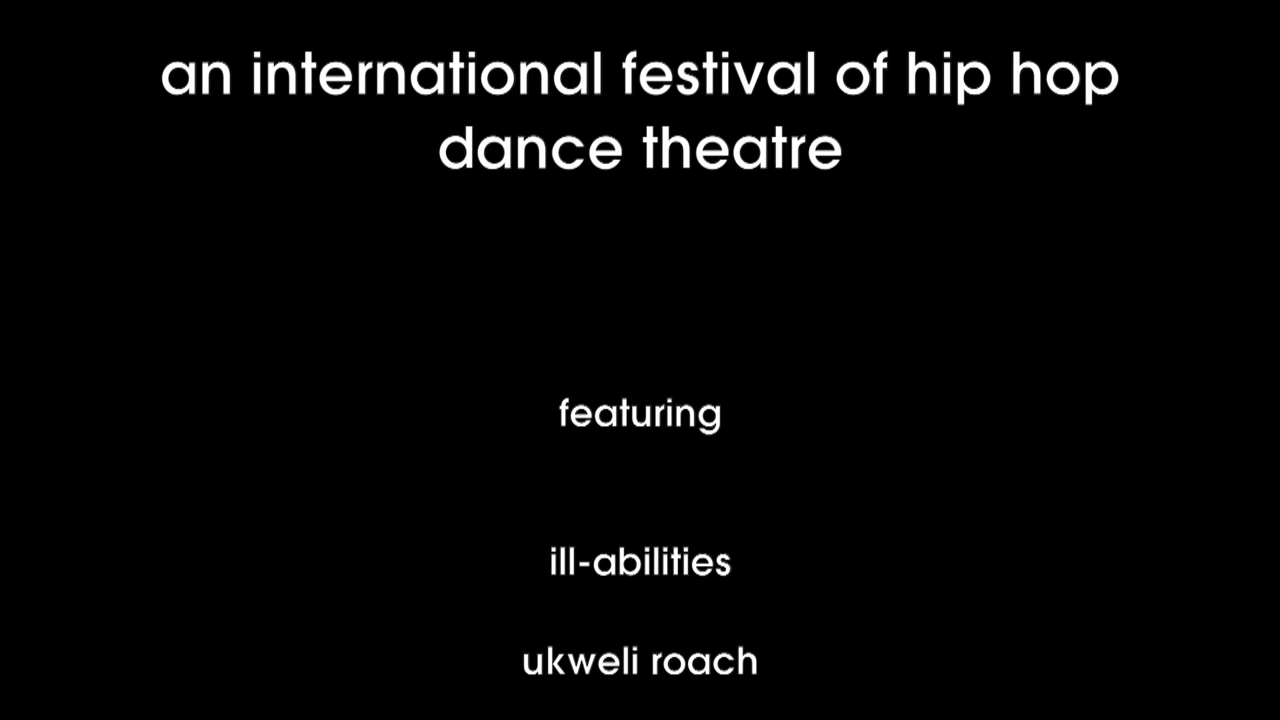 an international festival of hip hop
dance theatre
featuring
ill-abilities
ukweli roach